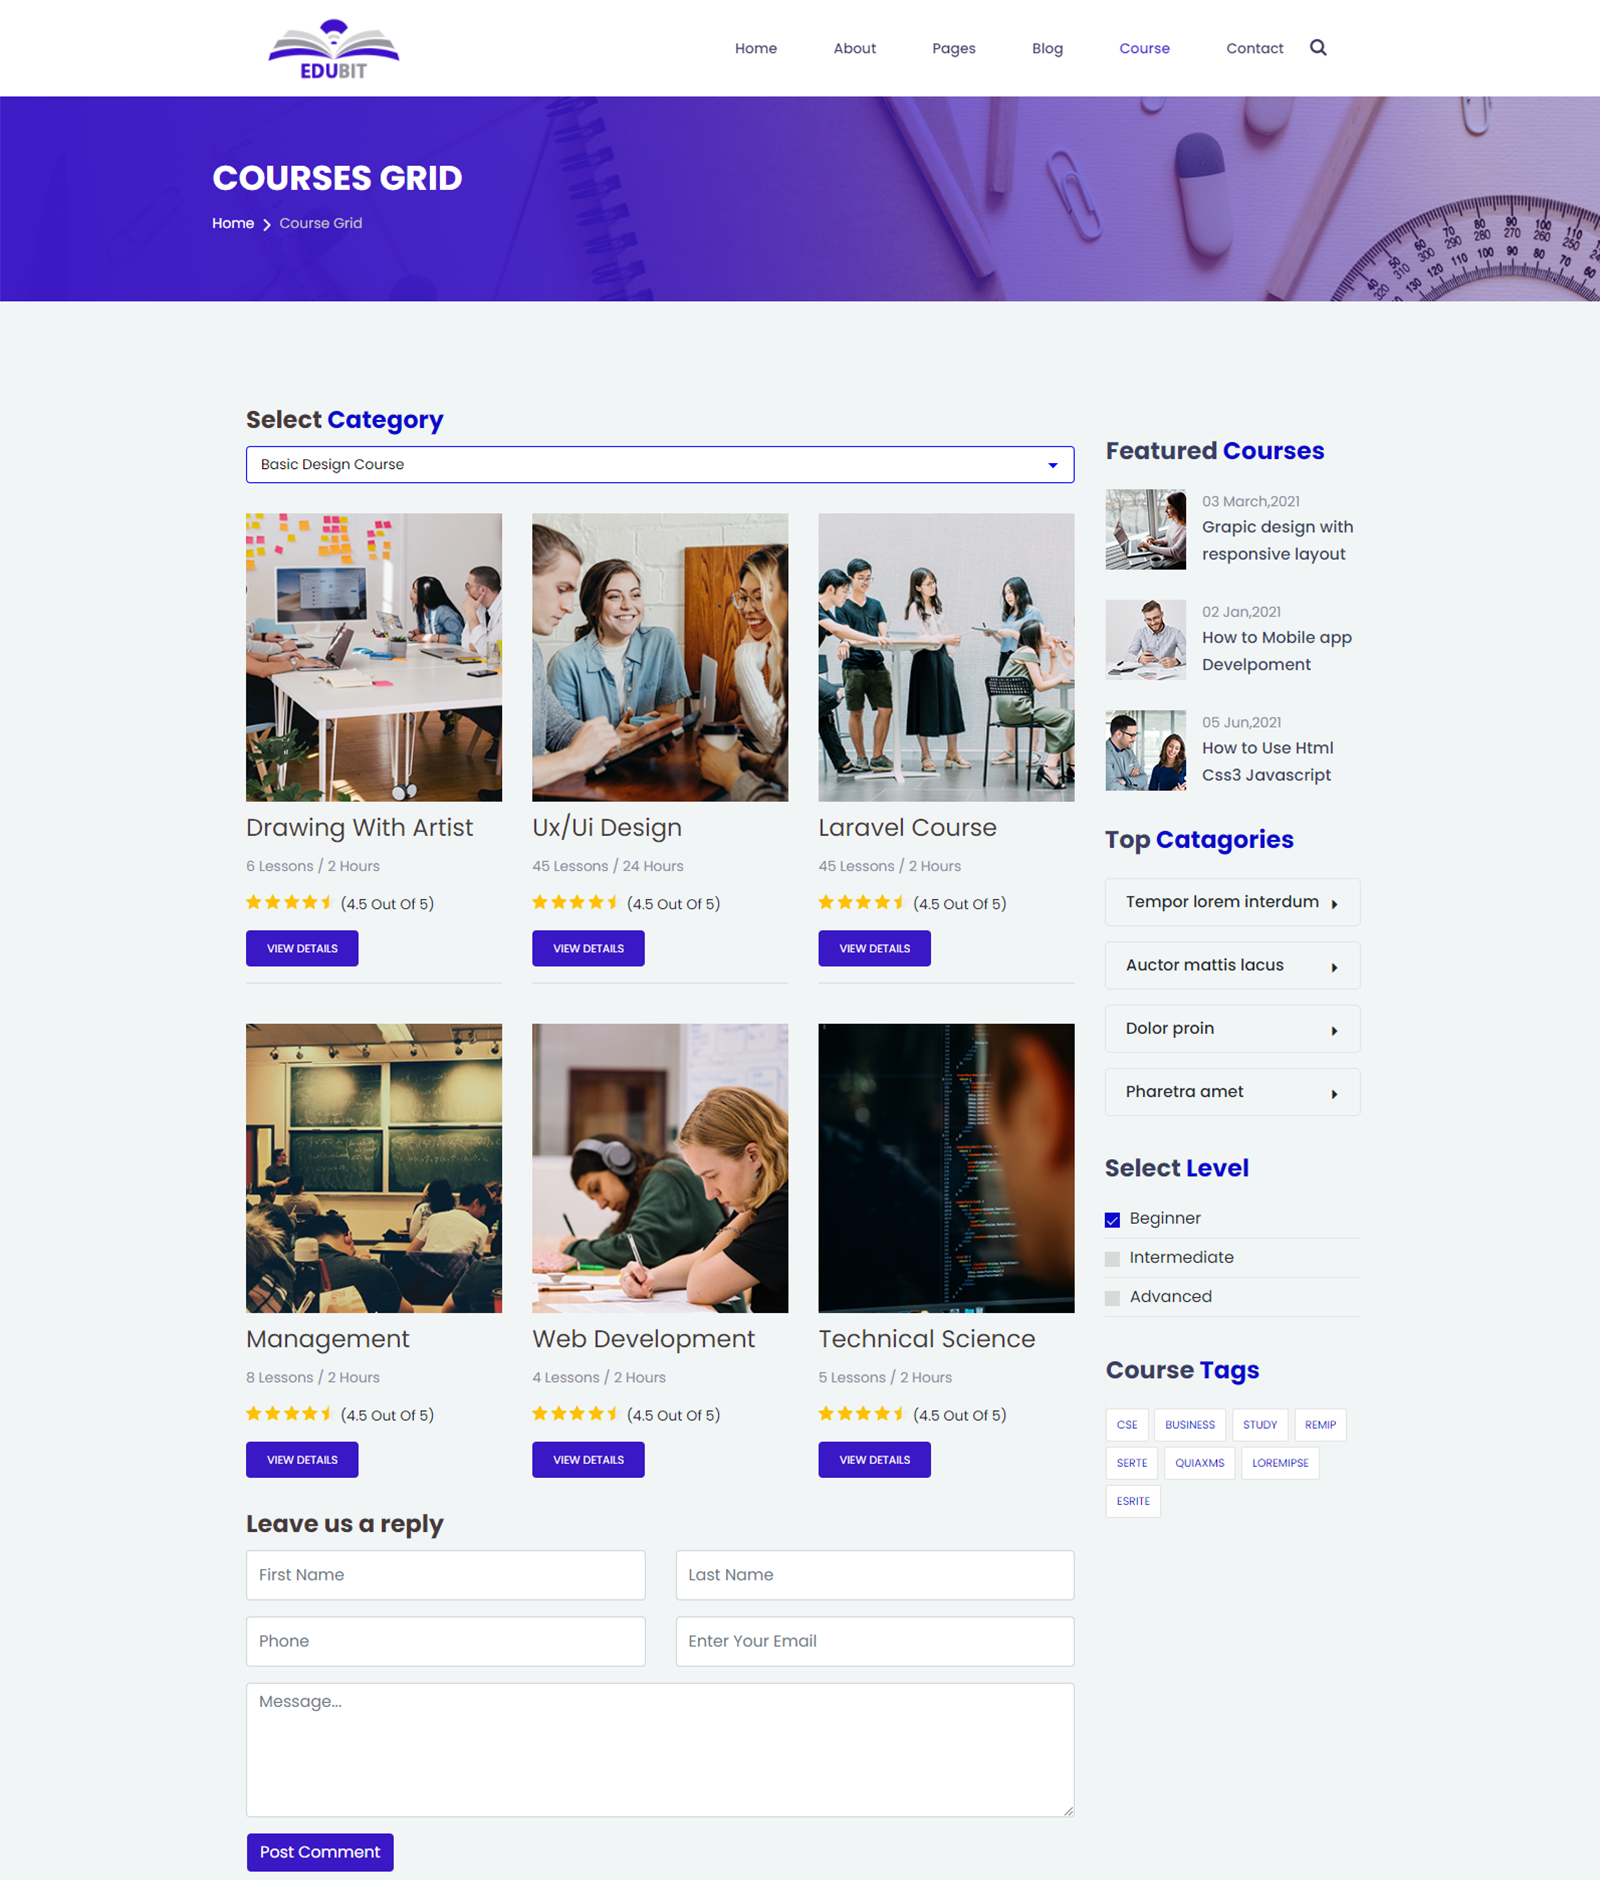 EDUBIT
Home About Pages Blog Course Contact
COURSES GRID
Home Course Grid
Select Category
Basic Design Course
Drawing With Artist
6 Lessons / 2 Hours
(4.5 Out Of 5)
VIEW DETAILS
Ux/Ui Design
45 Lessons / 24 Hours
(4.5 Out Of 5)
VIEW DETAILS
Laravel Course
45 Lessons / 2 Hours
(4.5 Out Of 5)
VIEW DETAILS
Management
8 Lessons / 2 Hours
(4.5 Out Of 5)
VIEW DETAILS
Web Development
4 Lessons / 2 Hours
(4.5 Out Of 5)
VIEW DETAILS
Technical Science
5 Lessons / 2 Hours
(4.5 Out Of 5)
VIEW DETAILS
Leave us a reply
First Name
Last Name
Phone
Enter Your Email
Message...
Post Comment
Featured Courses
03 March,2021
Grapic design with
responsive layout
02 Jan,2021
How to Mobile app
Develpoment
05 Jun,2021
How to Use Html
Css3 Javascript
Top Catagories
Tempor lorem interdum
Auctor mattis lacus
Dolor proin
Pharetra amet
Select Level
Beginner
Intermediate
Advanced
Course Tags
CSE BUSINESS STUDY REMIP
SERTE QUIAXMS LOREMIPSE
ESRITE